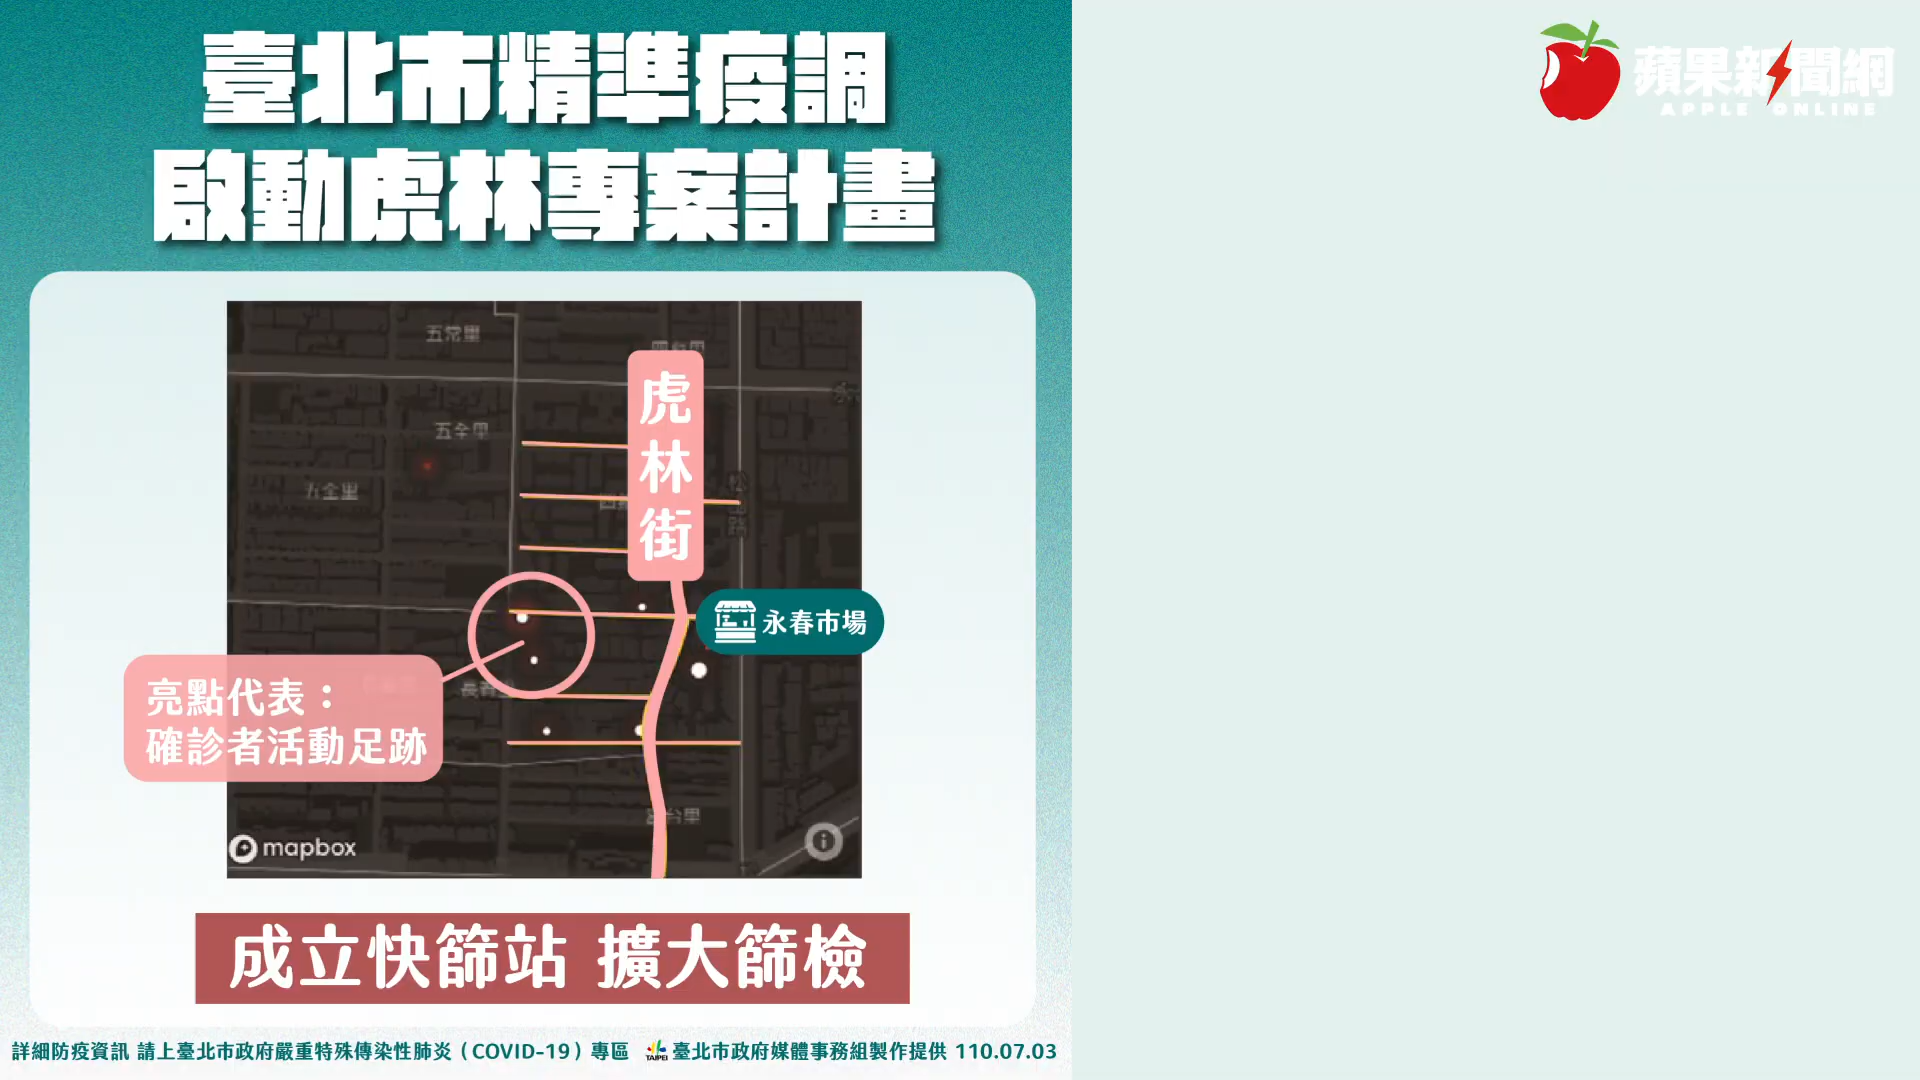 臺北市精準疫調
啟動虎林專案計畫
蘋果新聞網
APPLE ONLINE
五常里
五全里
五全里
虎林街
永春市場
亮點代表：
確診者活動足跡
mapbox
成立快篩站 擴大篩檢
詳細防疫資訊 請上臺北市政府嚴重特殊傳染性肺炎（COVID-19）專區 TAIPEI 臺北市政府媒體事務組製作提供 110.07.03